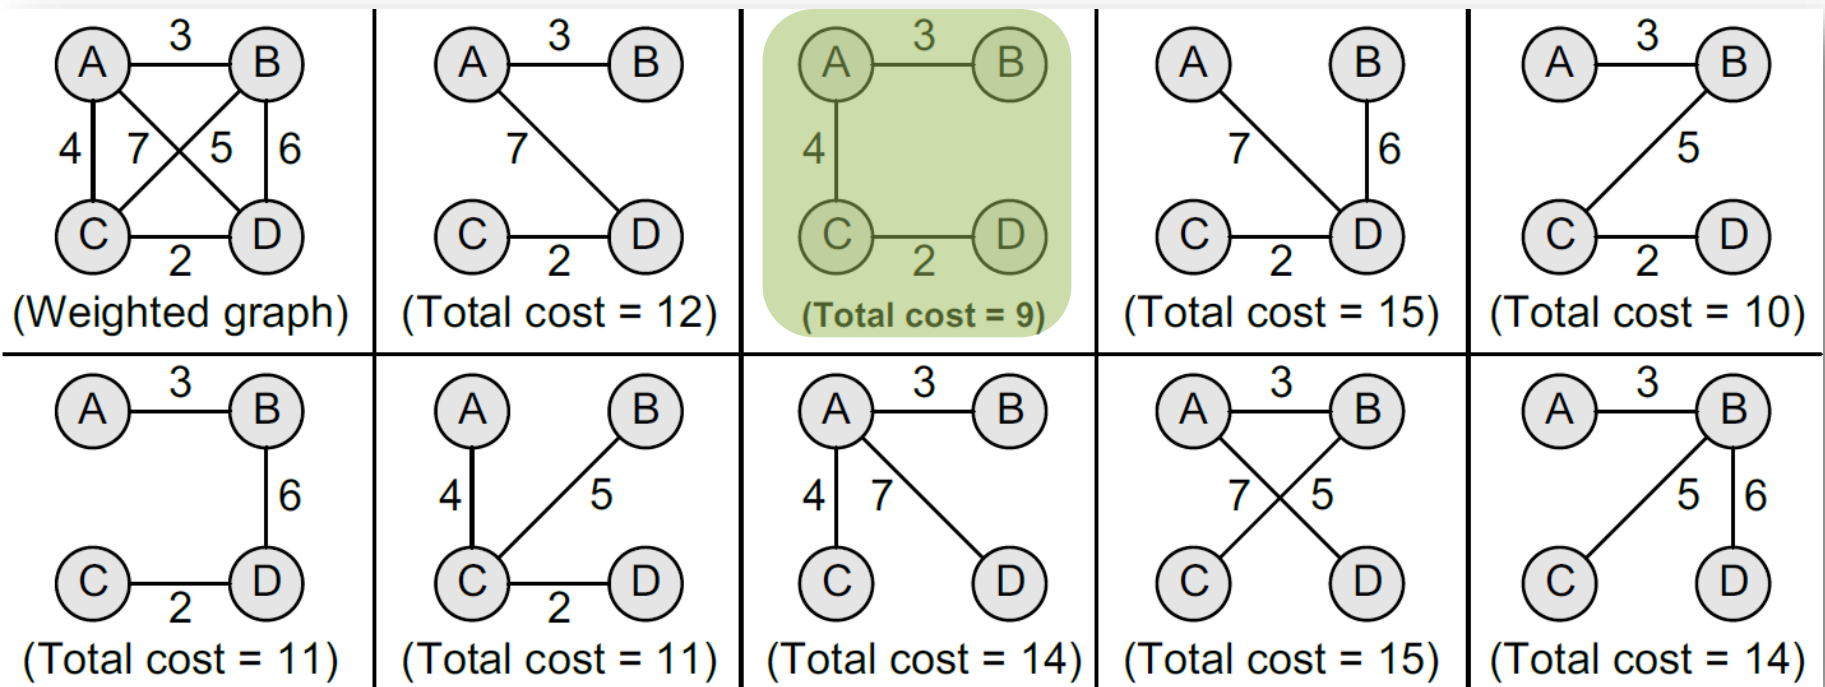 3
A B
4 7 5 6
C D
2
(Weighted graph)
3
A B
7
C D
2
(Total cost = 12)
3
A B
4
C D
2
(Total cost = 9)
A B
7 6
C D
2
(Total cost = 15)
3
A B
5
C D
2
(Total cost = 10)
3
A B
6
C D
2
(Total cost = 11)
A B
4 5
C D
2
(Total cost = 11)
3
A B
4 7
C D
(Total cost = 14)
3
A B
7 5
C D
(Total cost = 15)
3
A B
5 6
C D
(Total cost = 14)